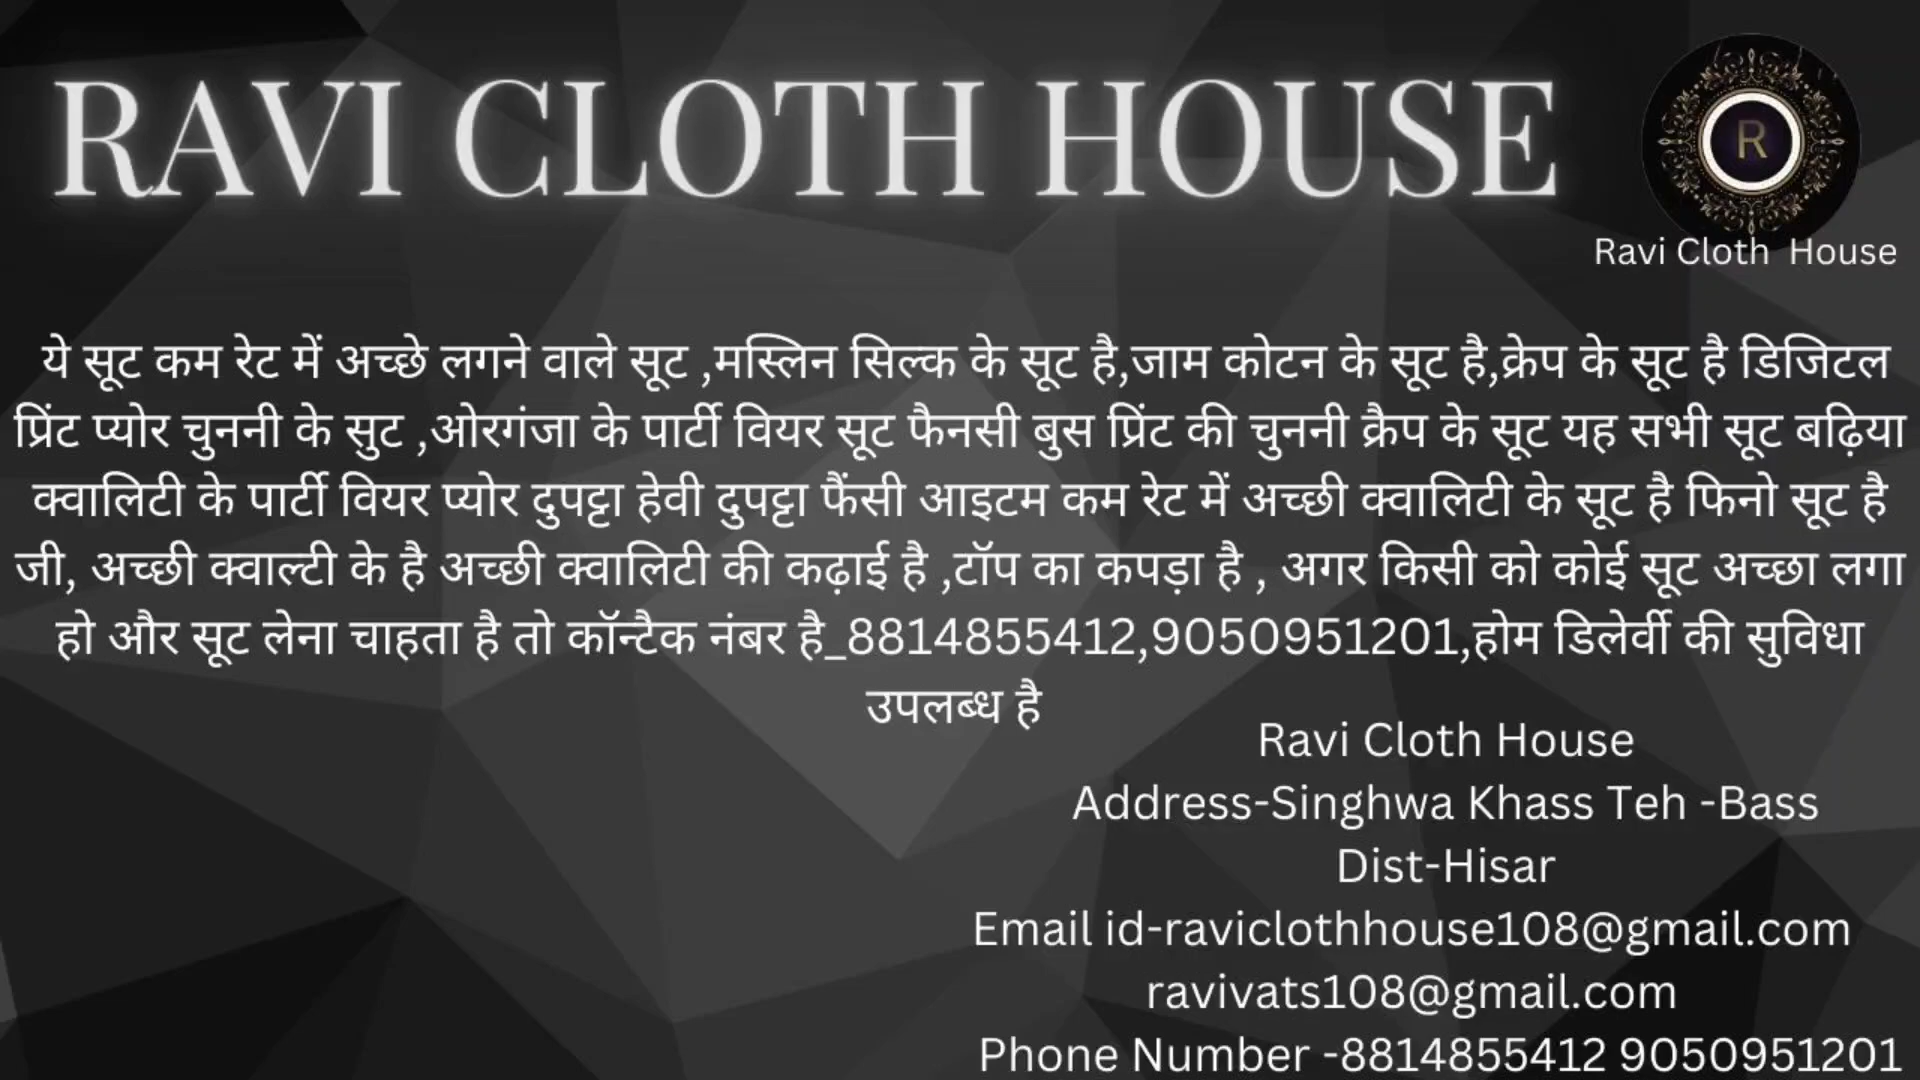 RAVI CLOTH HOUSE
R
Ravi Cloth House
ये सूट कम रेट में अच्छे लगने वाले सूट ,मस्लिन सिल्क के सूट है,जाम कोटन के सूट है,क्रेप के सूट है डिजिटल
प्रिंट प्योर चुननी के सुट ,ओरगंजा के पार्टी वियर सूट फैनसी बुस प्रिंट की चुननी क्रैप के सूट यह सभी सूट बढ़िया
क्वालिटी के पार्टी वियर प्योर दुपट्टा हेवी दुपट्टा फैंसी आइटम कम रेट में अच्छी क्वालिटी के सूट है फिनो सूट है
जी, अच्छी क्वाल्टी के है अच्छी क्वालिटी की कढ़ाई है ,टॉप का कपड़ा है , अगर किसी को कोई सूट अच्छा लगा
हो और सूट लेना चाहता है तो कॉन्टैक नंबर है_8814855412,9050951201,होम डिलेर्वी की सुविधा
उपलब्ध है
Ravi Cloth House
Address-Singhwa Khass Teh -Bass
Dist-Hisar
Email id-raviclothhouse108@gmail.com
ravivats108@gmail.com
Phone Number -8814855412 9050951201